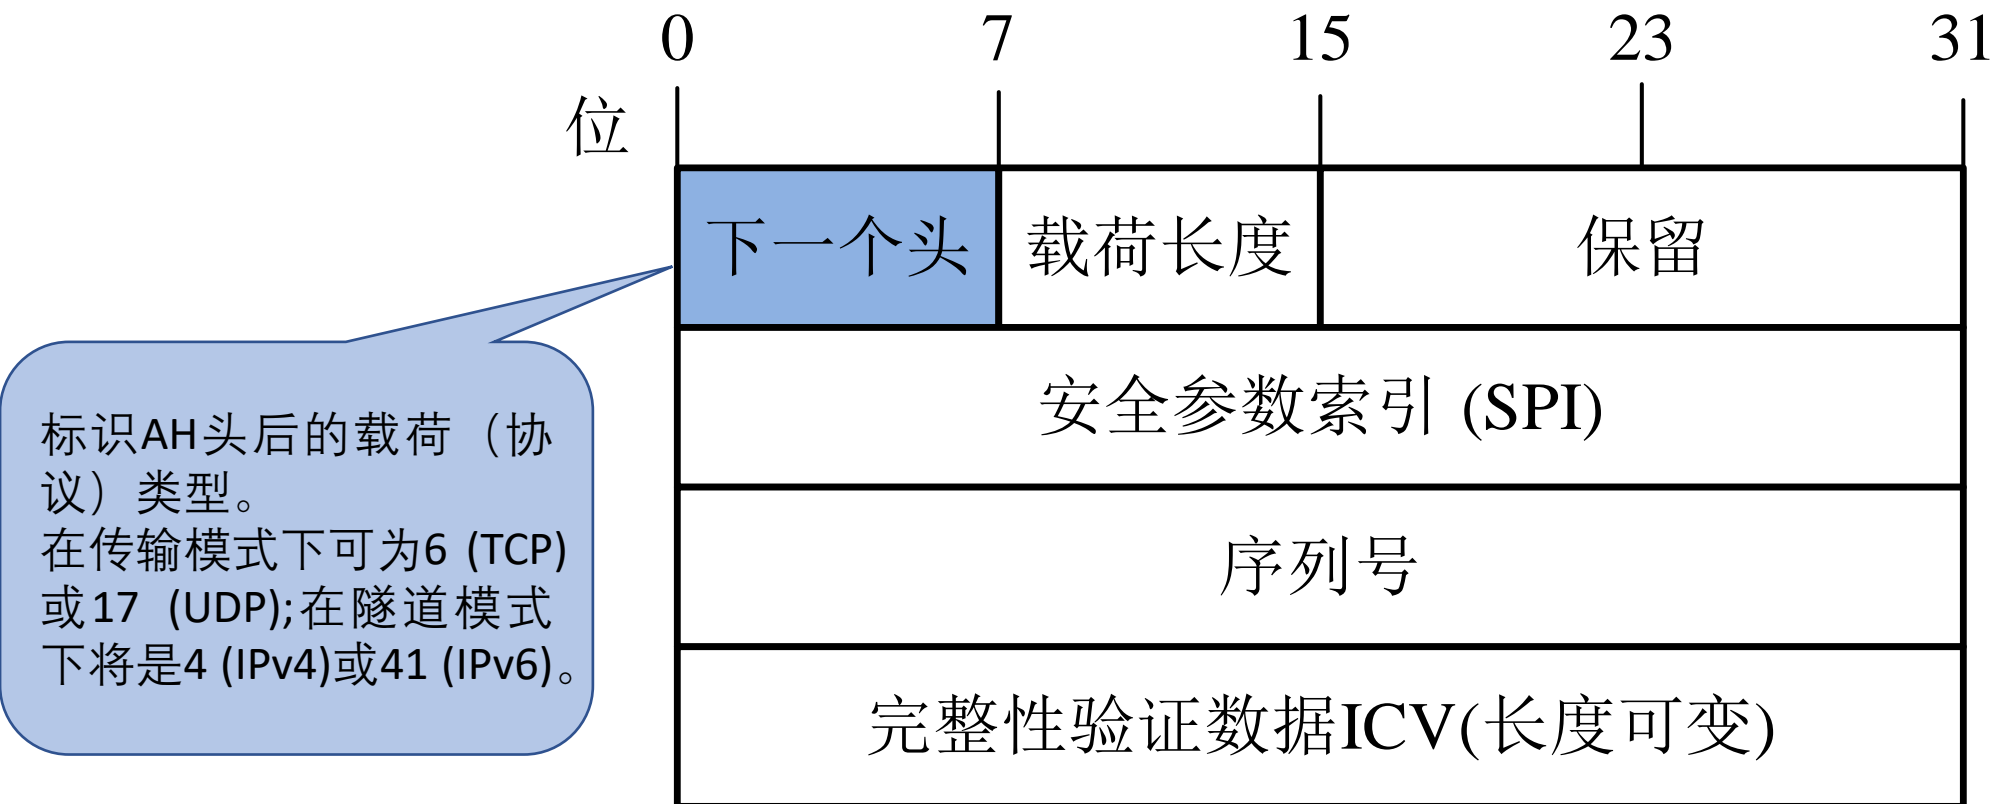 0 7 15 23 31
位
下一个头 载荷长度 保留
安全参数索引 (SPI)
序列号
完整性验证数据ICV(长度可变)
标识AH头后的载荷（协
议）类型。
在传输模式下可为6 (TCP)
或17 (UDP);在隧道模式
下将是4 (IPv4)或41 (IPv6)。